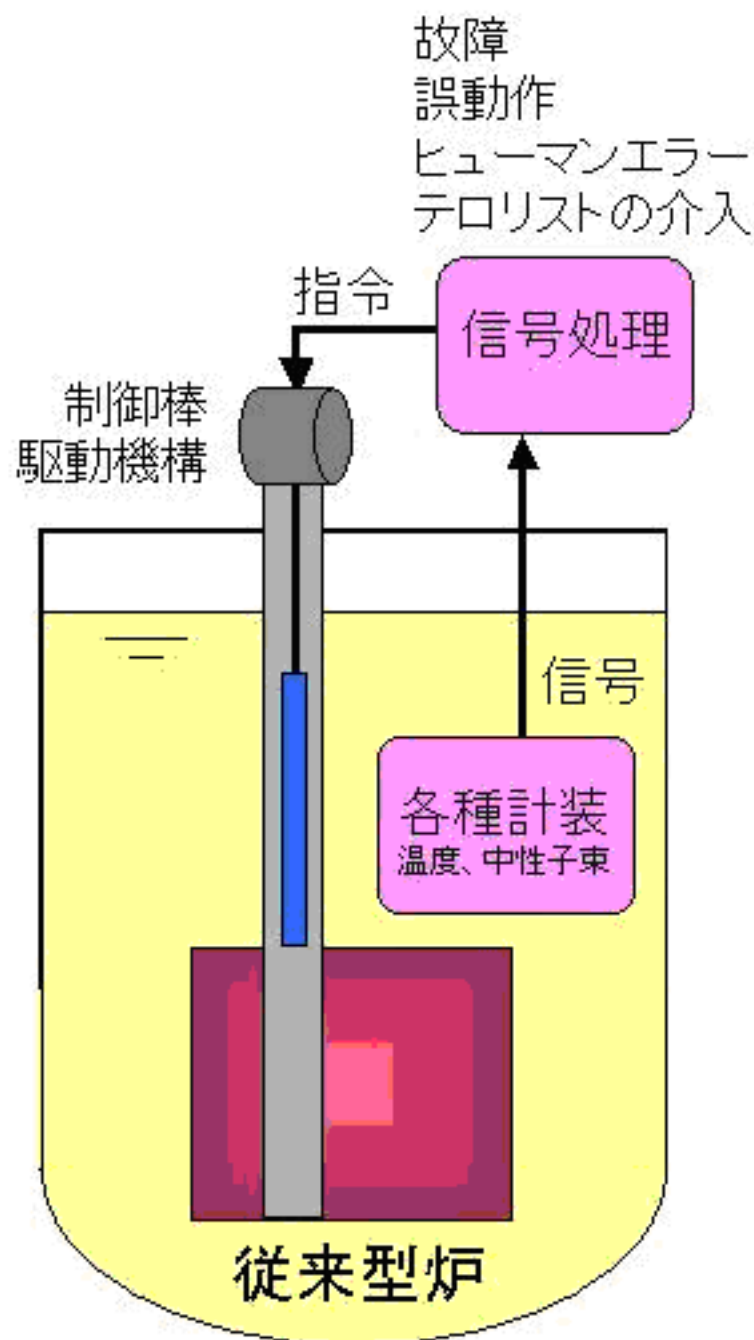 故障
誤動作
ヒューマンエラー
テロリストの介入
指令
信号処理
制御棒
駆動機構
信号
各種計装
温度、中性子束
従来型炉